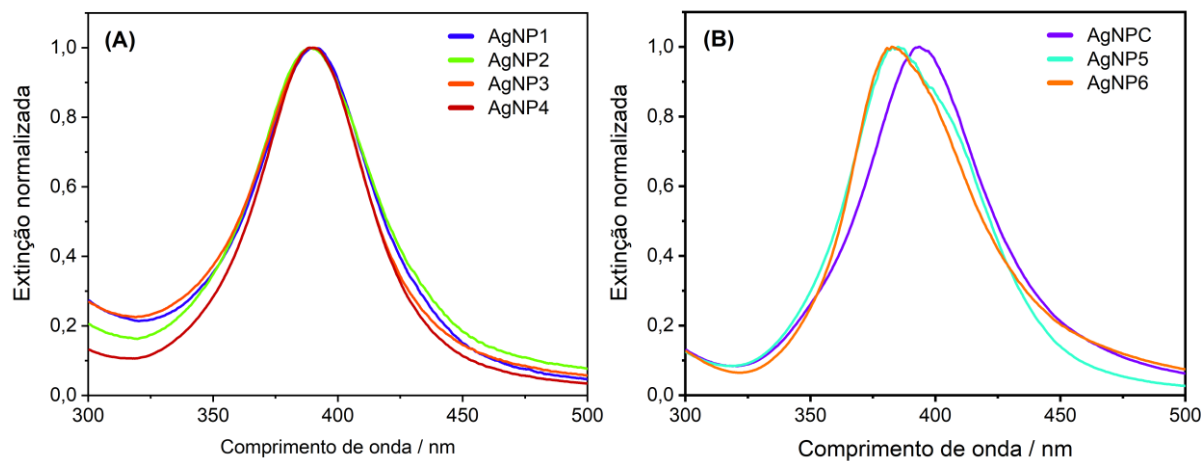 (A)
AgNP1
AgNP2
AgNP3
AgNP4
1,0
0,8
0,6
0,4
0,2
0,0
Extinção normalizada
300 350 400 450 500
Comprimento de onda / nm
(B)
AgNPC
AgNP5
AgNP6
1,0
0,8
0,6
0,4
0,2
0,0
Extinção normalizada
300 350 400 450 500
Comprimento de onda / nm